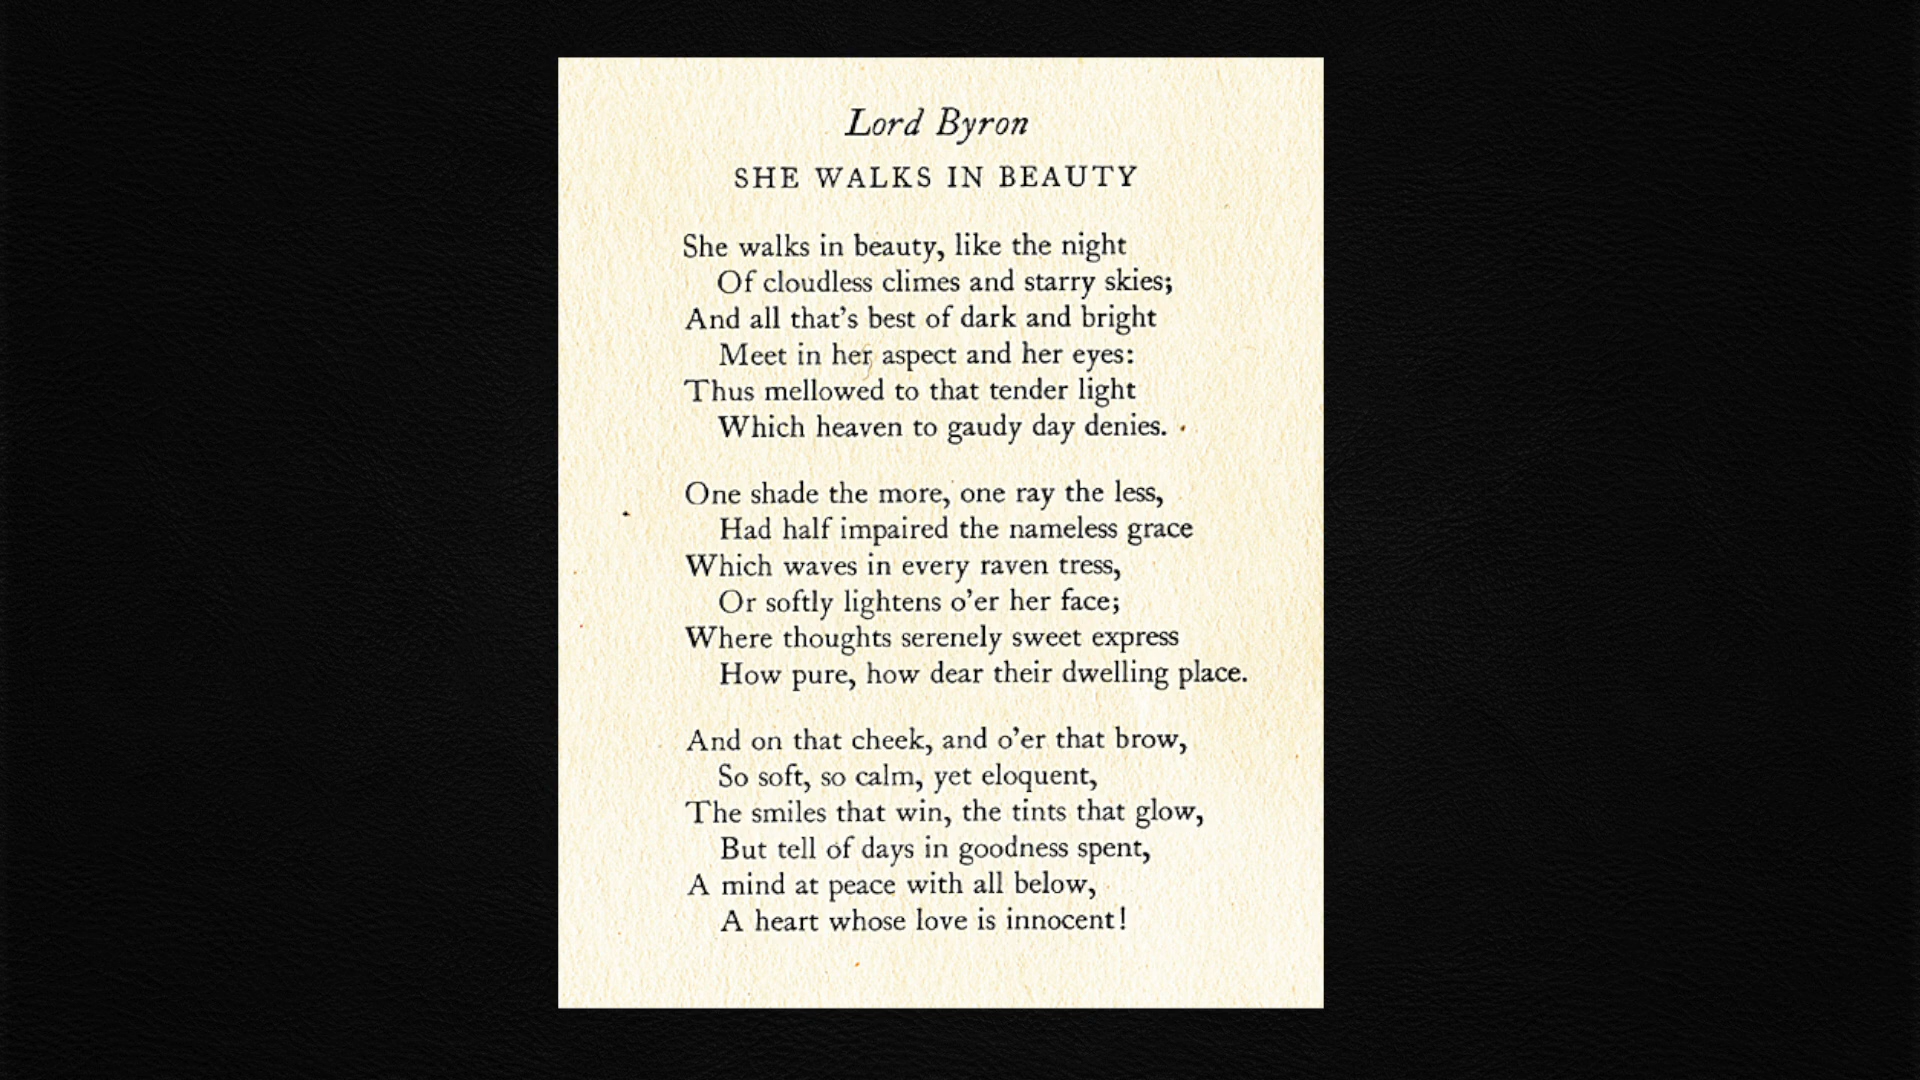 Lord Byron
SHE WALKS IN BEAUTY
She walks in beauty, like the night
Of cloudless climes and starry skies;
And all that's best of dark and bright
Meet in her aspect and her eyes:
Thus mellowed to that tender light
Which heaven to gaudy day denies.
One shade the more, one ray the less,
Had half impaired the nameless grace
Which waves in every raven tress,
Or softly lightens o'er her face;
Where thoughts serenely sweet express
How pure, how dear their dwelling place.
And on that cheek, and o'er that brow,
So soft, so calm, yet eloquent,
The smiles that win, the tints that glow,
But tell of days in goodness spent,
A mind at peace with all below,
A heart whose love is innocent!